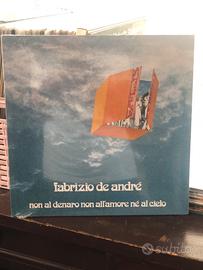 fabrizio de andré
non al denaro non all'amore né al cielo
subito